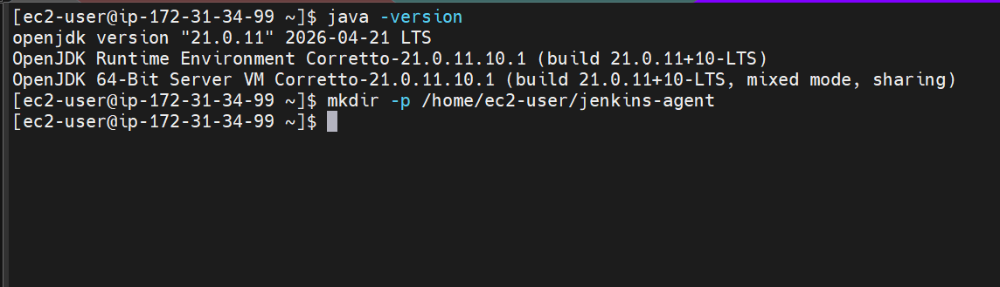 [ec2-user@ip-172-31-34-99 ~]$ java -version
openjdk version "21.0.11" 2026-04-21 LTS
OpenJDK Runtime Environment Corretto-21.0.11.10.1 (build 21.0.11+10-LTS)
OpenJDK 64-Bit Server VM Corretto-21.0.11.10.1 (build 21.0.11+10-LTS, mixed mode, sharing)
[ec2-user@ip-172-31-34-99 ~]$ mkdir -p /home/ec2-user/jenkins-agent
[ec2-user@ip-172-31-34-99 ~]$